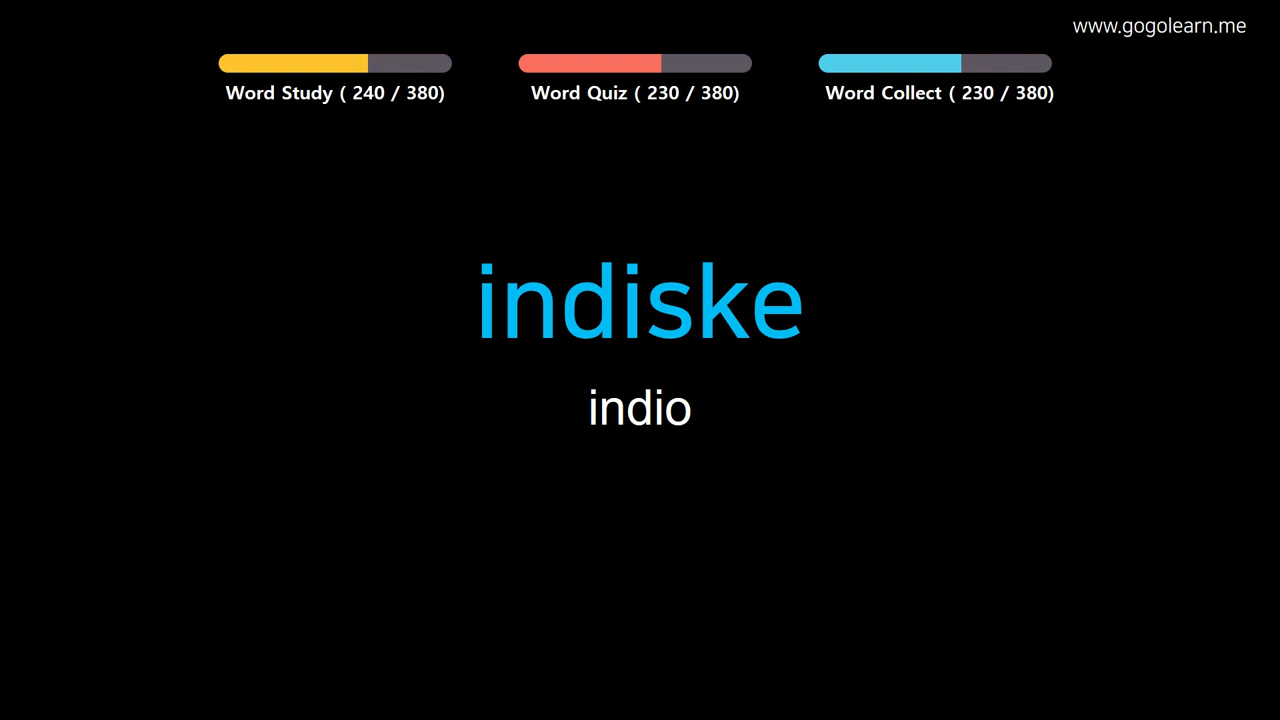 www.gogolearn.me
Word Study ( 240 / 380)
Word Quiz ( 230 / 380)
Word Collect ( 230 / 380)
indiske
indio